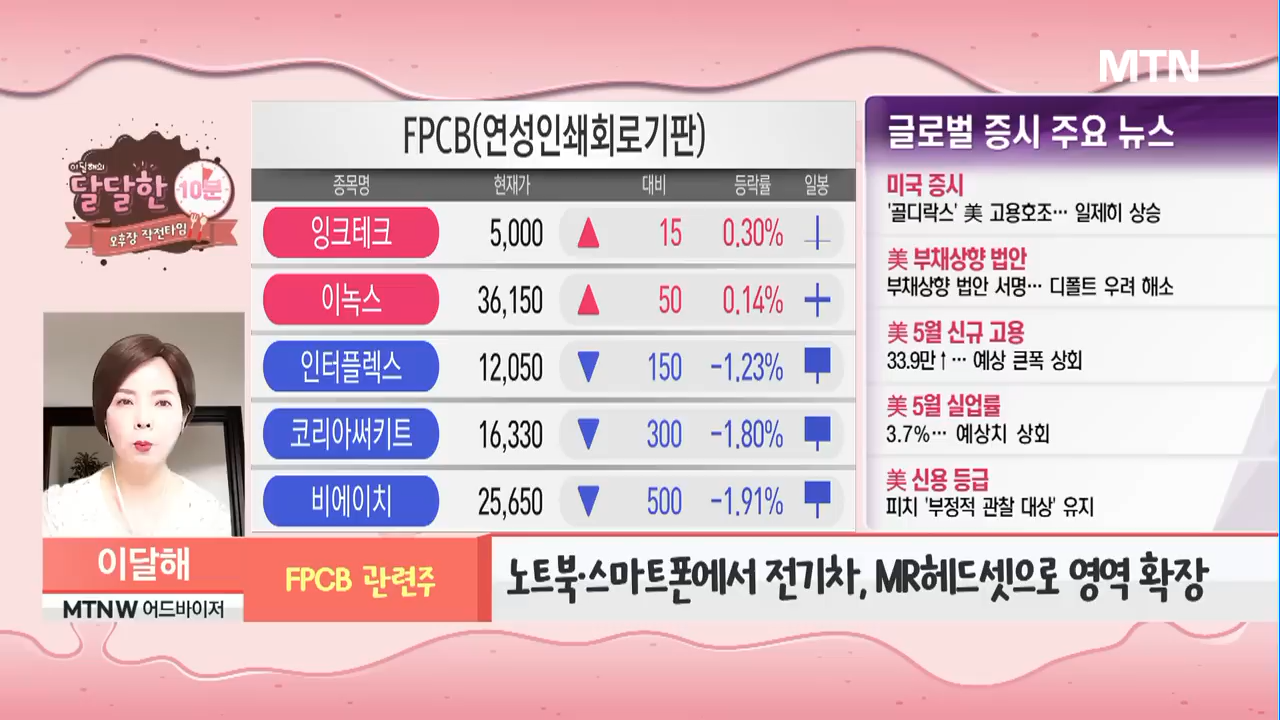 MTN
이달해의
달달한 10분
오후장 작전타임
FPCB(연성인쇄회로기판)
종목명 현재가 대비 등락률 일봉
잉크테크 5,000 ▲ 15 0.30%
이녹스 36,150 ▲ 50 0.14%
인터플렉스 12,050 ▼ 150 -1.23%
코리아써키트 16,330 ▼ 300 -1.80%
비에이치 25,650 ▼ 500 -1.91%
글로벌 증시 주요 뉴스
미국 증시
'골디락스' 美 고용호조… 일제히 상승
美 부채상향 법안
부채상향 법안 서명… 디폴트 우려 해소
美 5월 신규 고용
33.9만↑… 예상 큰폭 상회
美 5월 실업률
3.7%… 예상치 상회
美 신용 등급
피치 '부정적 관찰 대상' 유지
이달해
MTNW 어드바이저
FPCB 관련주
노트북·스마트폰에서 전기차, MR헤드셋으로 영역 확장